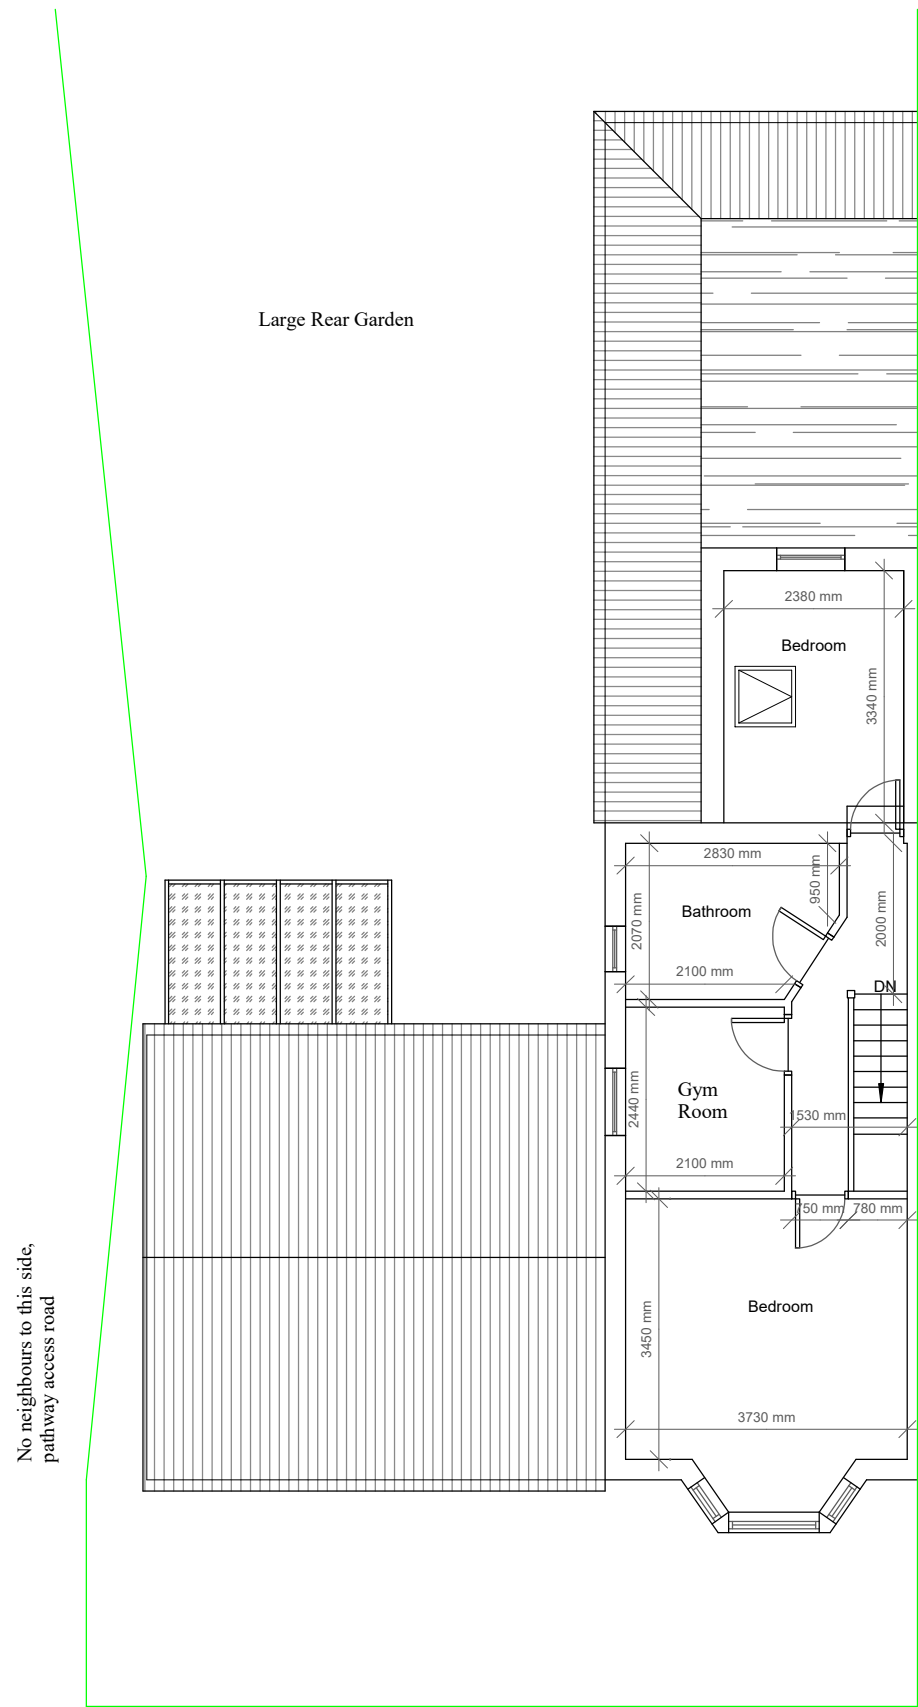 Large Rear Garden
2380 mm
Bedroom
3340 mm
2830 mm
950 mm
Bathroom
2070 mm
2000 mm
2100 mm
DN
Gym
Room
2440 mm
1530 mm
2100 mm
750 mm
780 mm
No neighbours to this side,
pathway access road
Bedroom
3450 mm
3730 mm